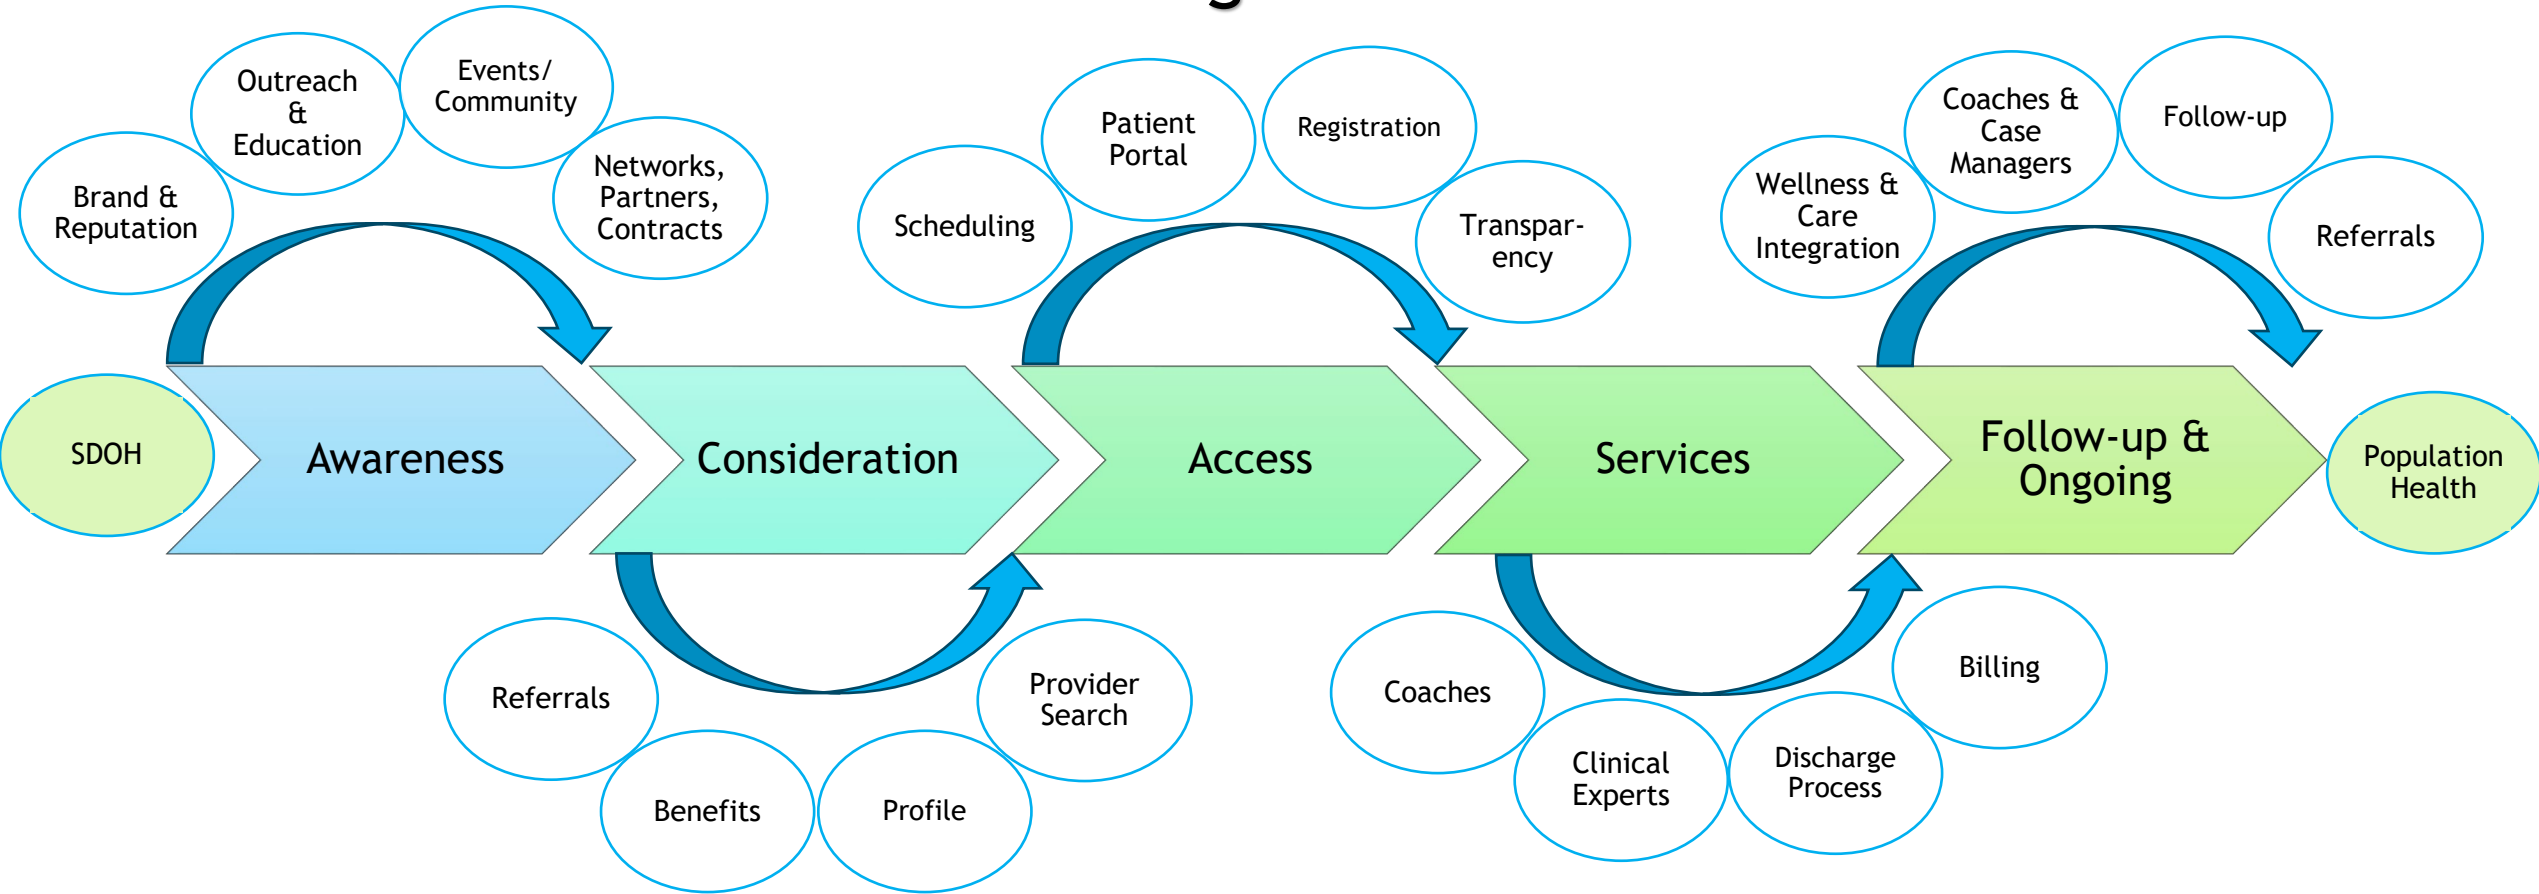 Brand &
Reputation
Outreach
&
Education
Events/
Community
Networks,
Partners,
Contracts
Scheduling
Patient
Portal
Registration
Transpar-
ency
Wellness &
Care
Integration
Coaches &
Case
Managers
Follow-up
Referrals
SDOH
Awareness
Consideration
Access
Services
Follow-up &
Ongoing
Population
Health
Referrals
Benefits
Profile
Provider
Search
Coaches
Clinical
Experts
Discharge
Process
Billing